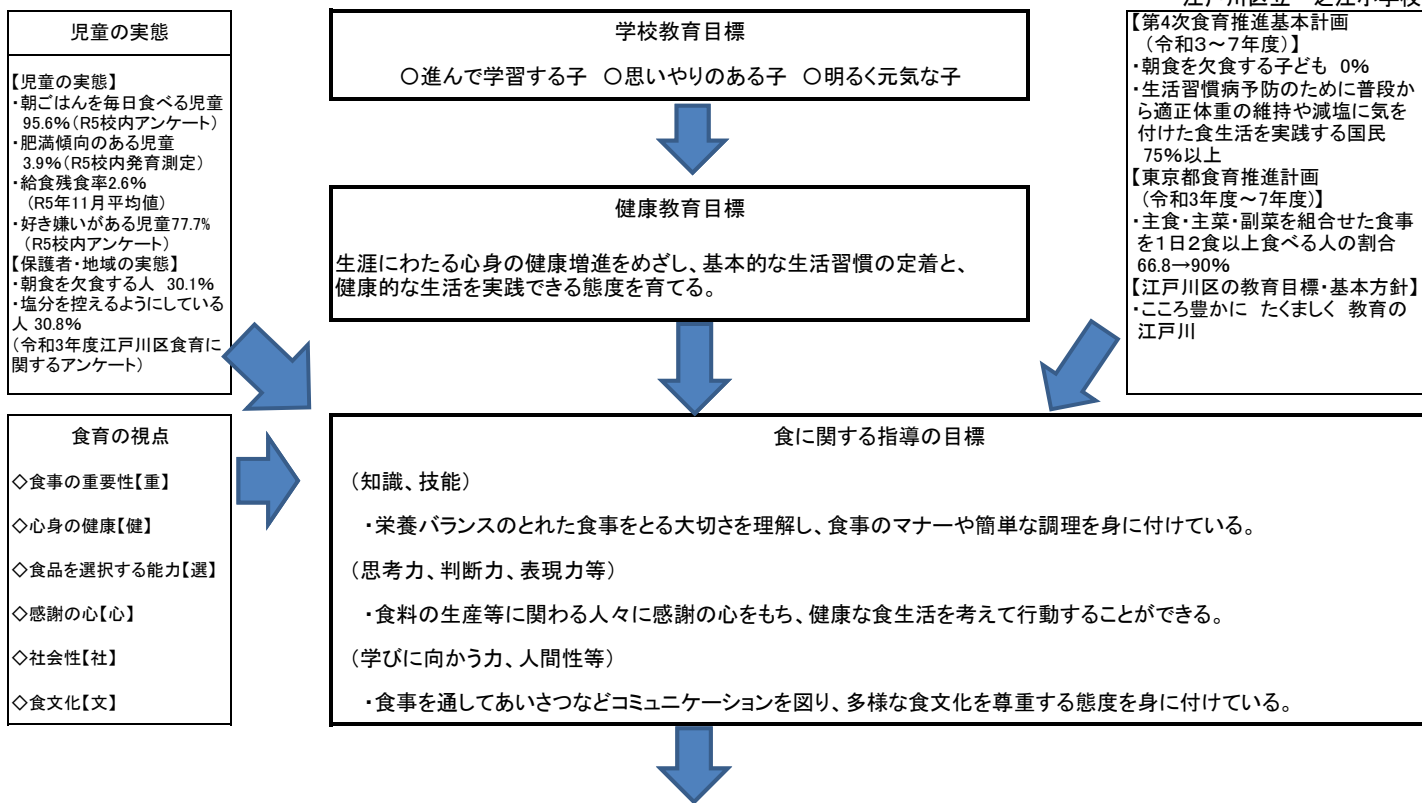 児童の実態
【児童の実態】
・朝ごはんを毎日食べる児童
95.6%(R5校内アンケート)
・肥満傾向のある児童
3.9%(R5校内発育測定)
・給食残食率2.6%
(R5年11月平均値)
・好き嫌いがある児童77.7%
(R5校内アンケート)
【保護者・地域の実態】
・朝食を欠食する人 30.1%
・塩分を控えるようにしている
人 30.8%
(令和3年度江戸川区食育に
関するアンケート)
学校教育目標
〇進んで学習する子 〇思いやりのある子 〇明るく元気な子
健康教育目標
生涯にわたる心身の健康増進をめざし、基本的な生活習慣の定着と、
健康的な生活を実践できる態度を育てる。
【第4次食育推進基本計画
(令和3~7年度)】
・朝食を欠食する子ども 0%
・生活習慣病予防のために普段か
ら適正体重の維持や減塩に気を
付けた食生活を実践する国民
75%以上
【東京都食育推進計画
(令和3年度~7年度)】
・主食・主菜・副菜を組合せた食事
を1日2食以上食べる人の割合
66.8→90%
【江戸川区の教育目標・基本方針】
・こころ豊かに たくましく 教育の
江戸川
食育の視点
◇食事の重要性【重】
◇心身の健康【健】
◇食品を選択する能力【選】
◇感謝の心【心】
◇社会性【社】
◇食文化【文】
食に関する指導の目標
(知識、技能)
・栄養バランスのとれた食事をとる大切さを理解し、食事のマナーや簡単な調理を身に付けている。
(思考力、判断力、表現力等)
・食料の生産等に関わる人々に感謝の心をもち、健康な食生活を考えて行動することができる。
(学びに向かう力、人間性等)
・食事を通してあいさつなどコミュニケーションを図り、多様な食文化を尊重する態度を身に付けている。